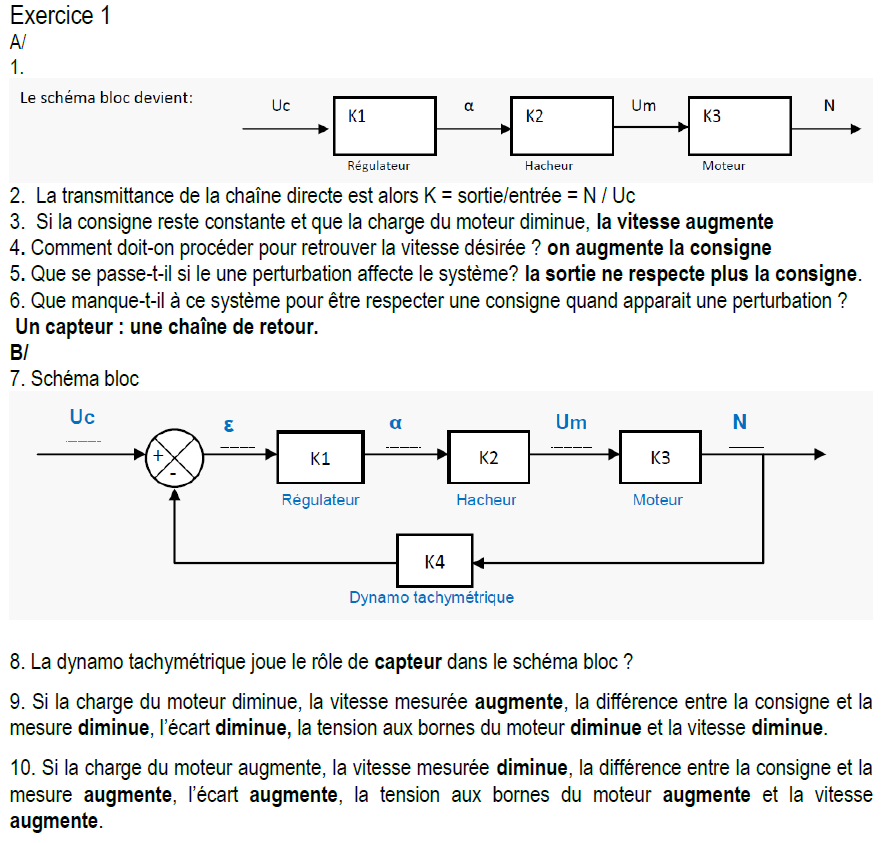 Exercice 1
A/
1.
Le schéma bloc devient:
Uc
K1
α
K2
Um
K3
N
Régulateur
Hacheur
Moteur
2. La transmittance de la chaîne directe est alors K = sortie/entrée = N / Uc
3. Si la consigne reste constante et que la charge du moteur diminue, la vitesse augmente
4. Comment doit-on procéder pour retrouver la vitesse désirée ? on augmente la consigne
5. Que se passe-t-il si le une perturbation affecte le système? la sortie ne respecte plus la consigne.
6. Que manque-t-il à ce système pour être respecter une consigne quand apparait une perturbation ?
Un capteur : une chaîne de retour.
B/
7. Schéma bloc
Uc
ε
α
Um
N
+
-
K1
K2
K3
Régulateur
Hacheur
Moteur
K4
Dynamo tachymétrique
8. La dynamo tachymétrique joue le rôle de capteur dans le schéma bloc ?
9. Si la charge du moteur diminue, la vitesse mesurée augmente, la différence entre la consigne et la
mesure diminue, l'écart diminue, la tension aux bornes du moteur diminue et la vitesse diminue.
10. Si la charge du moteur augmente, la vitesse mesurée diminue, la différence entre la consigne et la
mesure augmente, l'écart augmente, la tension aux bornes du moteur augmente et la vitesse
augmente.